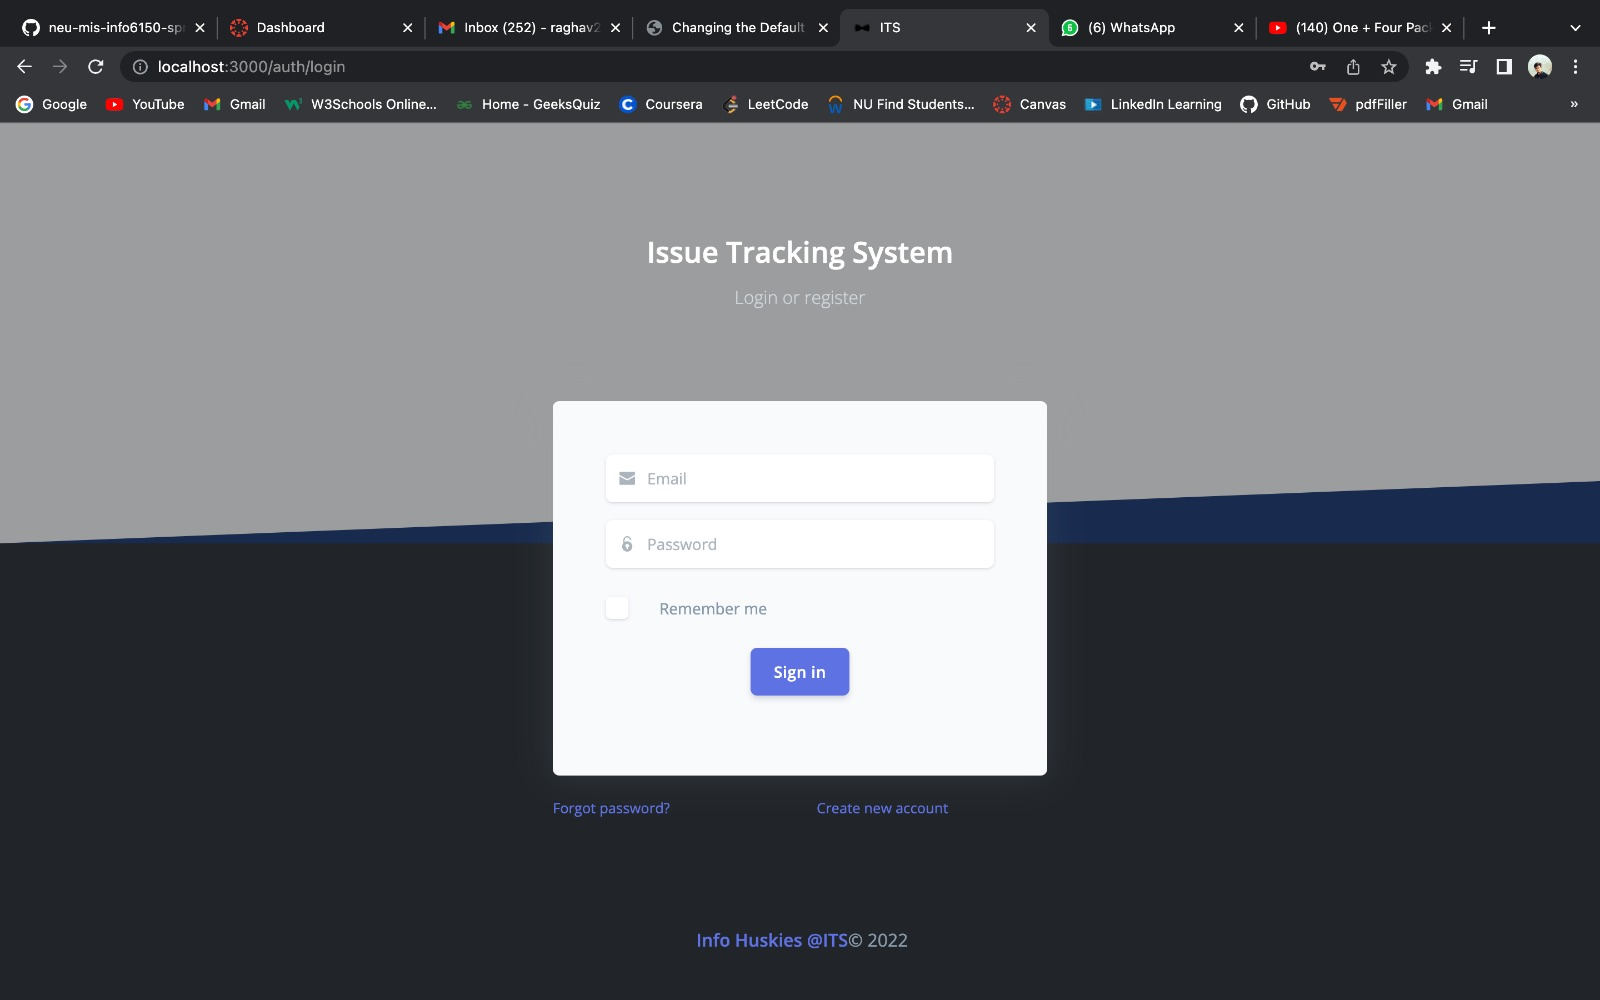 neu-mis-info6150-spr
Dashboard
Inbox (252) - raghav2
Changing the Default
ITS
(6) WhatsApp
(140) One + Four Pac
localhost:3000/auth/login
Google
YouTube
Gmail
W3Schools Online...
Home - GeeksQuiz
Coursera
LeetCode
NU Find Students...
Canvas
LinkedIn Learning
GitHub
pdfFiller
Gmail
»
Issue Tracking System
Login or register
Email
Password
Remember me
Sign in
Forgot password?
Create new account
Info Huskies @ITS© 2022